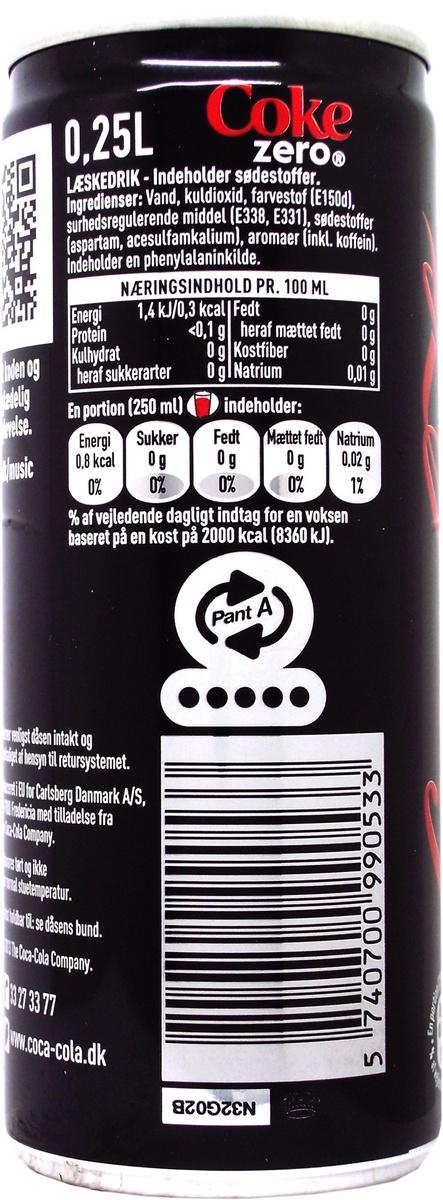 0,25L
Coke
zero®
LÆSKEDRIK - Indeholder sødestoffer.
Ingredienser: Vand, kuldioxid, farvestof (E150d),
surhedsregulerende middel (E338, E331), sødestoffer
(aspartam, acesulfamkalium), aromaer (inkl. koffein).
Indeholder en phenylalaninkilde.
NÆRINGSINDHOLD PR. 100 ML
Energi 1,4 kJ/0,3 kcal Fedt 0 g
Protein <0,1 g heraf mættet fedt 0 g
Kulhydrat 0 g Kostfiber 0 g
heraf sukkerarter 0 g Natrium 0,01 g
En portion (250 ml) indeholder:
Energi Sukker Fedt Mættet fedt Natrium
0,8 kcal 0 g 0 g 0 g 0,02 g
0% 0% 0% 0% 1%
% af vejledende dagligt indtag for en voksen
baseret på en kost på 2000 kcal (8360 kJ).
og
/music
Pant A
venligst dåsen intakt og
af hensyn til retursystemet.
i EU for Carlsberg Danmark A/S,
Fredericia med tilladelse fra
Coca-Cola Company.
tørt og ikke
stuetemperatur.
holdbar til: se dåsens bund.
The Coca-Cola Company.
33 27 33 77
www.coca-cola.dk
5 740700 990533
N32G02B